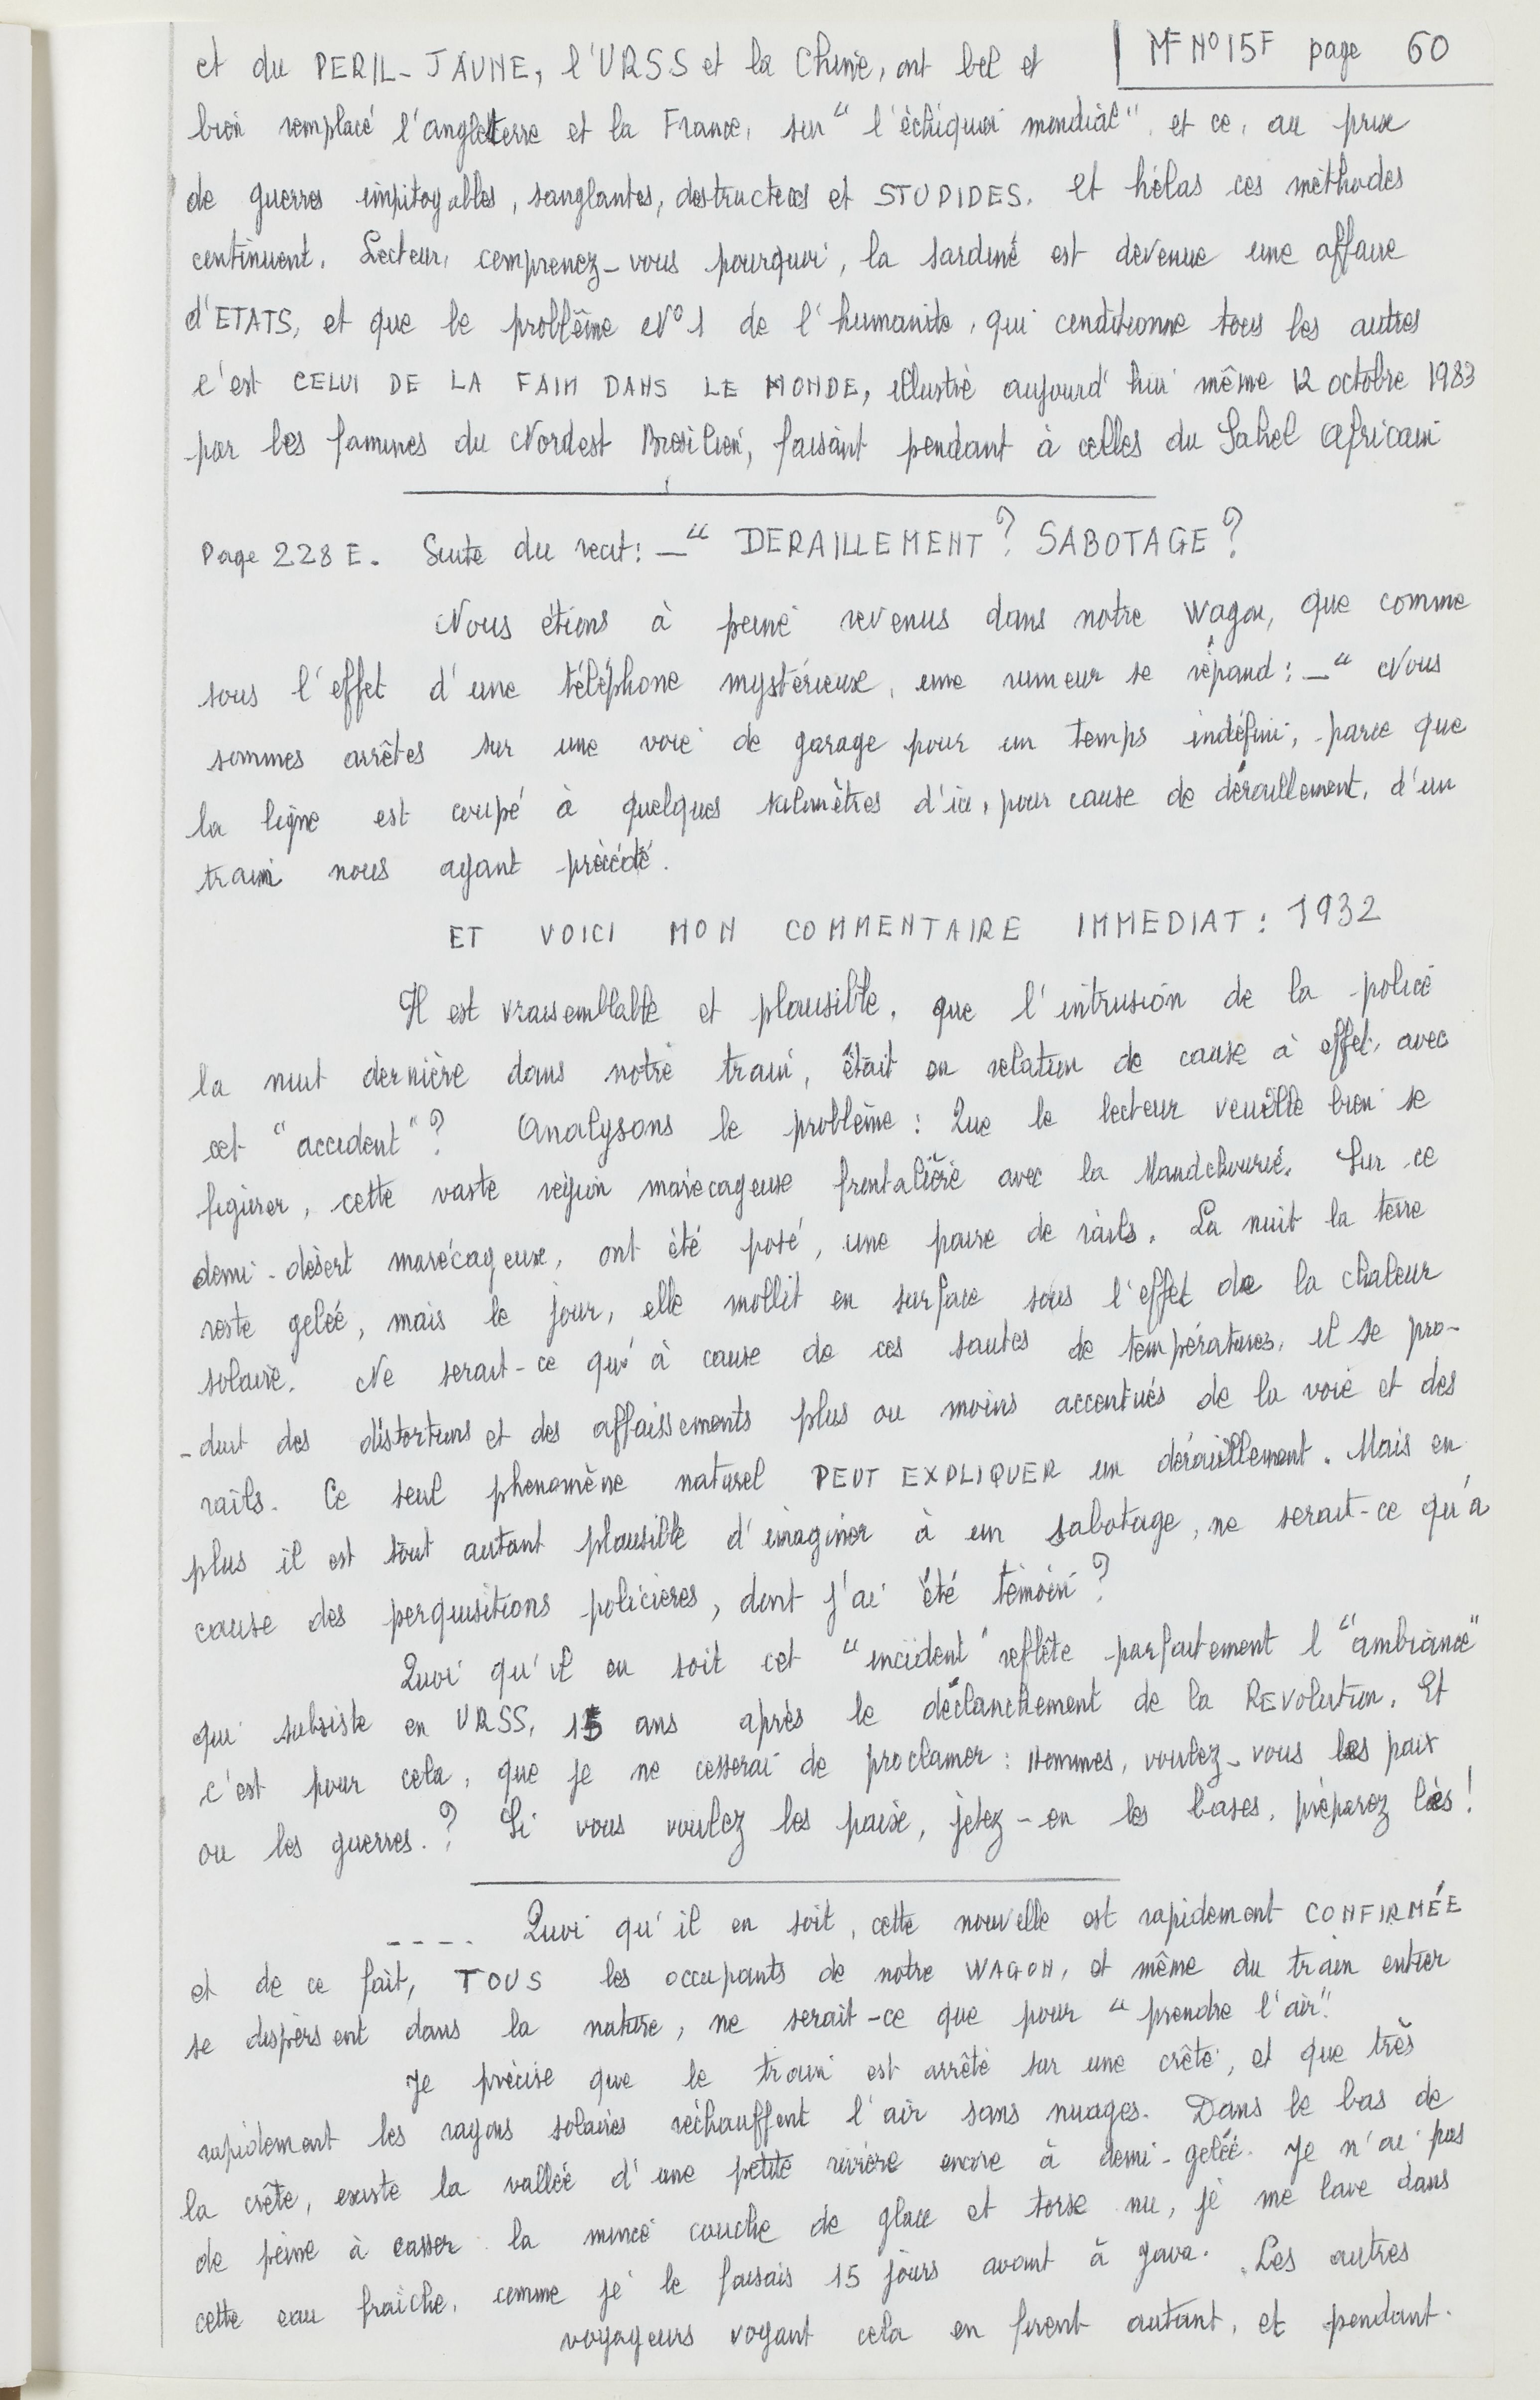 MF N° 15F page 60
et du PERIL-JAUNE, l'URSS et la Chine, ont bel et
bien remplacé l'angleterre et la France, sur "l'échiquier mondial", et ce, au prix
de guerres impitoyables, sanglantes, destructeces et STUPIDES. Et hélas ces méthodes
continuent. Lecteur, comprenez-vous pourquoi, la sardine est devenue une affaire
d'ETATS, et que le problème N°1 de l'humanité, qui conditionne tous les autres
c'est CELUI DE LA FAIM DANS LE MONDE, illustré aujourd'hui même 12 octobre 1983
par les famines du Nordest Brésilien, faisant pendant à celles du Sahel Africain
Page 228 E. Suite du récit: _" DERAILLEMENT? SABOTAGE?
Nous étions à peine revenus dans notre wagon, que comme
sous l'effet d'une téléphone mystérieux, une rumeur se répand: _" Nous
sommes arrêtés sur une voie de garage pour un temps indéfini, parce que
la ligne est coupé à quelques kilomètres d'ici, pour cause de déraillement, d'un
train nous ayant précédé.
ET VOICI MON COMMENTAIRE IMMEDIAT: 1932
Il est vraisemblable et plausible, que l'intrusion de la police
la nuit dernière dans notre train, était en relation de cause à effet, avec
cet "accident"? Analysons le problème: Que le lecteur veuille bien se
figurer, cette vaste région marécageuse frontalière avec la Mandchourie. Sur ce
demi-désert marécageux, ont été posé, une paire de rails. La nuit la terre
reste gelée, mais le jour, elle mollit en surface sous l'effet de la chaleur
solaire. Ne serait-ce qu'à cause de ces sautes de températures, il se pro-
-duit des distortions et des affaissements plus ou moins accentués de la voie et des
rails. Ce seul phenomène naturel PEUT EXPLIQUER un déraillement. Mais en
plus il est tout autant plausible d'imaginer à un sabotage, ne serait-ce qu'à
cause des perquisitions policières, dont j'ai été témoin?
Quoi qu'il en soit cet "incident" reflète parfaitement l'"ambiance"
qui subsiste en URSS, 15 ans après le déclanchement de la REVolution. Et
c'est pour cela, que je ne cesserai de proclamer: Hommes, voulez-vous les paix
ou les guerres.? Si vous voulez les paix, jetez-en les bases, préparez les!
---- Quoi qu'il en soit, cette nouvelle est rapidement CONFIRMÉE
et de ce fait, TOUS les occupants de notre WAGON, et même du train entier
se dispersent dans la nature, ne serait-ce que pour "prendre l'air".
Je précise que le train est arrêté sur une crête, et que très
rapidement les rayons solaires réchauffent l'air sans nuages. Dans le bas de
la crête, existe la vallée d'une petite rivière encore à demi-gelée. Je n'ai pas
de peine à casser la mince couche de glace et torse nu, je me lave dans
cette eau fraîche, comme je le faisais 15 jours avant à Java. Les autres
voyageurs voyant cela en firent autant, et pendant.